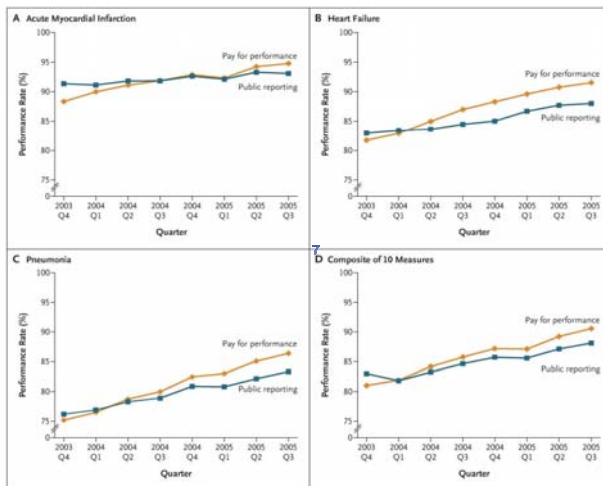 A Acute Myocardial Infarction
100
95
90
85
80
75
0
Performance Rate (%)
Pay for performance
Public reporting
2003 2004 2004 2004 2004 2005 2005 2005
Q4 Q1 Q2 Q3 Q4 Q1 Q2 Q3
Quarter
B Heart Failure
100
95
90
85
80
75
0
Performance Rate (%)
Pay for performance
Public reporting
2003 2004 2004 2004 2004 2005 2005 2005
Q4 Q1 Q2 Q3 Q4 Q1 Q2 Q3
Quarter
7
C Pneumonia
100
95
90
85
80
75
0
Performance Rate (%)
Pay for performance
Public reporting
2003 2004 2004 2004 2004 2005 2005 2005
Q4 Q1 Q2 Q3 Q4 Q1 Q2 Q3
Quarter
D Composite of 10 Measures
100
95
90
85
80
75
0
Performance Rate (%)
Pay for performance
Public reporting
2003 2004 2004 2004 2004 2005 2005 2005
Q4 Q1 Q2 Q3 Q4 Q1 Q2 Q3
Quarter